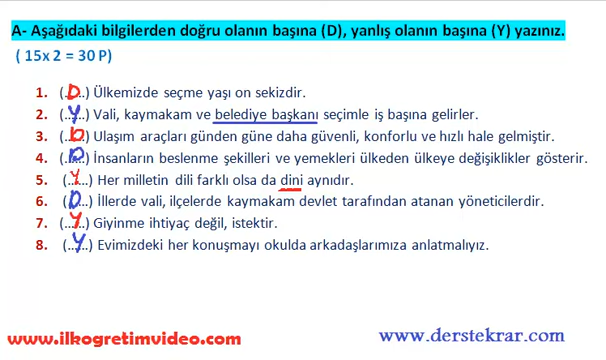 A- Aşağıdaki bilgilerden doğru olanın başına (D), yanlış olanın başına (Y) yazınız.
( 15x 2 = 30 P)
1. (..D..) Ülkemizde seçme yaşı on sekizdir.
2. (..Y..) Vali, kaymakam ve belediye başkanı seçimle iş başına gelirler.
3. (..D..) Ulaşım araçları günden güne daha güvenli, konforlu ve hızlı hale gelmiştir.
4. (..D..) İnsanların beslenme şekilleri ve yemekleri ülkeden ülkeye değişiklikler gösterir.
5. (..Y..) Her milletin dili farklı olsa da dini aynıdır.
6. (..D..) İllerde vali, ilçelerde kaymakam devlet tarafından atanan yöneticilerdir.
7. (..Y..) Giyinme ihtiyaç değil, istektir.
8. (..Y..) Evimizdeki her konuşmayı okulda arkadaşlarımıza anlatmalıyız.
www.ilkogretimvideo.com
www.derstekrar.com